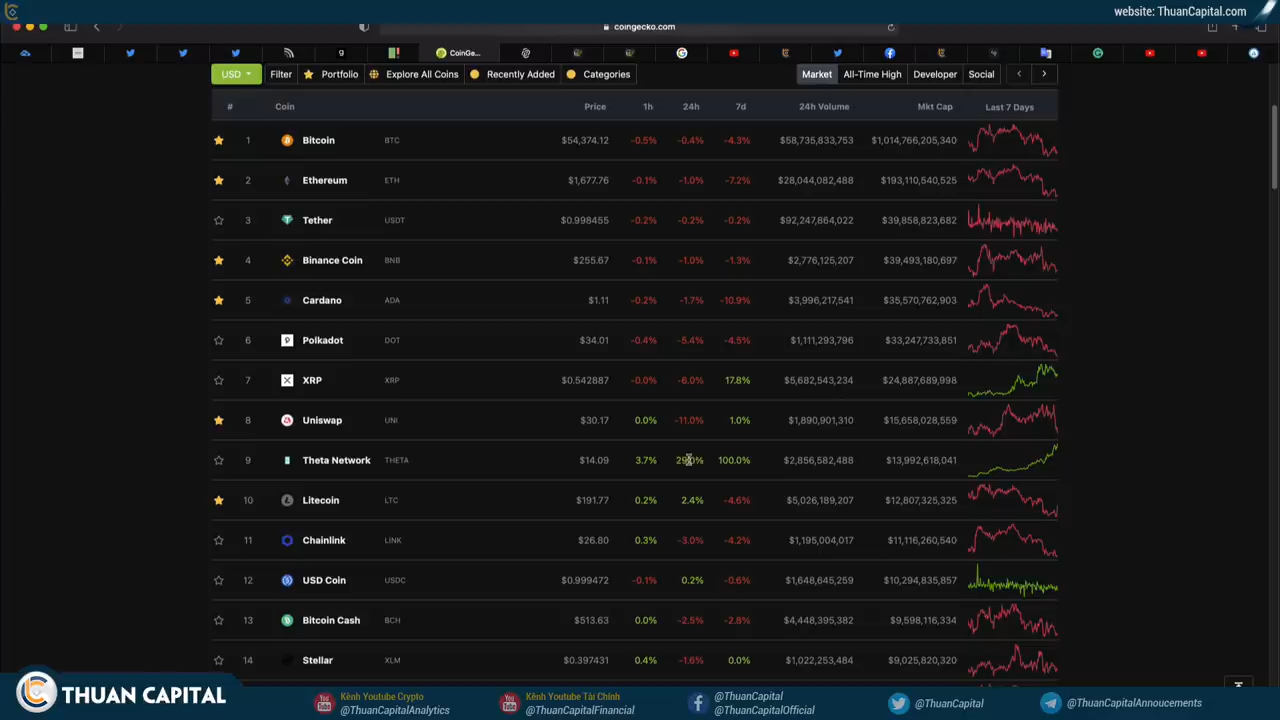 website: ThuanCapital.com
coingecko.com
CoinGe...
USD
Filter
Portfolio
Explore All Coins
Recently Added
Categories
Market
All-Time High
Developer
Social
# Coin Price 1h 24h 7d 24h Volume Mkt Cap Last 7 Days
1 Bitcoin BTC $54,374.12 -0.5% -0.4% -4.3% $58,735,833,753 $1,014,766,205,340
2 Ethereum ETH $1,677.76 -0.1% -1.0% -7.2% $28,044,082,488 $193,110,540,525
3 Tether USDT $0.998455 -0.2% -0.2% -0.2% $92,247,864,022 $39,858,823,682
4 Binance Coin BNB $255.67 -0.1% -1.0% -1.3% $2,776,125,207 $39,493,180,697
5 Cardano ADA $1.11 -0.2% -1.7% -10.9% $3,996,217,541 $35,570,762,903
6 Polkadot DOT $34.01 -0.4% -5.4% -4.5% $1,111,293,796 $33,247,733,851
7 XRP XRP $0.542887 -0.0% -6.0% 17.8% $5,682,543,234 $24,887,689,998
8 Uniswap UNI $30.17 0.0% -11.0% 1.0% $1,890,901,310 $15,658,028,559
9 Theta Network THETA $14.09 3.7% 100.0% $2,856,582,488 $13,992,618,041
10 Litecoin LTC $191.77 0.2% 2.4% -4.6% $5,026,189,207 $12,807,325,325
11 Chainlink LINK $26.80 0.3% -3.0% -4.2% $1,195,004,017 $11,116,260,540
12 USD Coin USDC $0.999472 -0.1% 0.2% -0.6% $1,648,645,259 $10,294,835,857
13 Bitcoin Cash BCH $513.63 0.0% -2.5% -2.8% $4,448,395,382 $9,598,116,334
14 Stellar XLM $0.397431 0.4% -1.6% 0.0% $1,022,253,484 $9,025,820,320
THUAN CAPITAL
Kênh Youtube Crypto
@ThuanCapitalAnalytics
Kênh Youtube Tài Chính
@ThuanCapitalFinancial
@ThuanCapital
@ThuanCapitalOfficial
@ThuanCapital
@ThuanCapitalAnnoucements